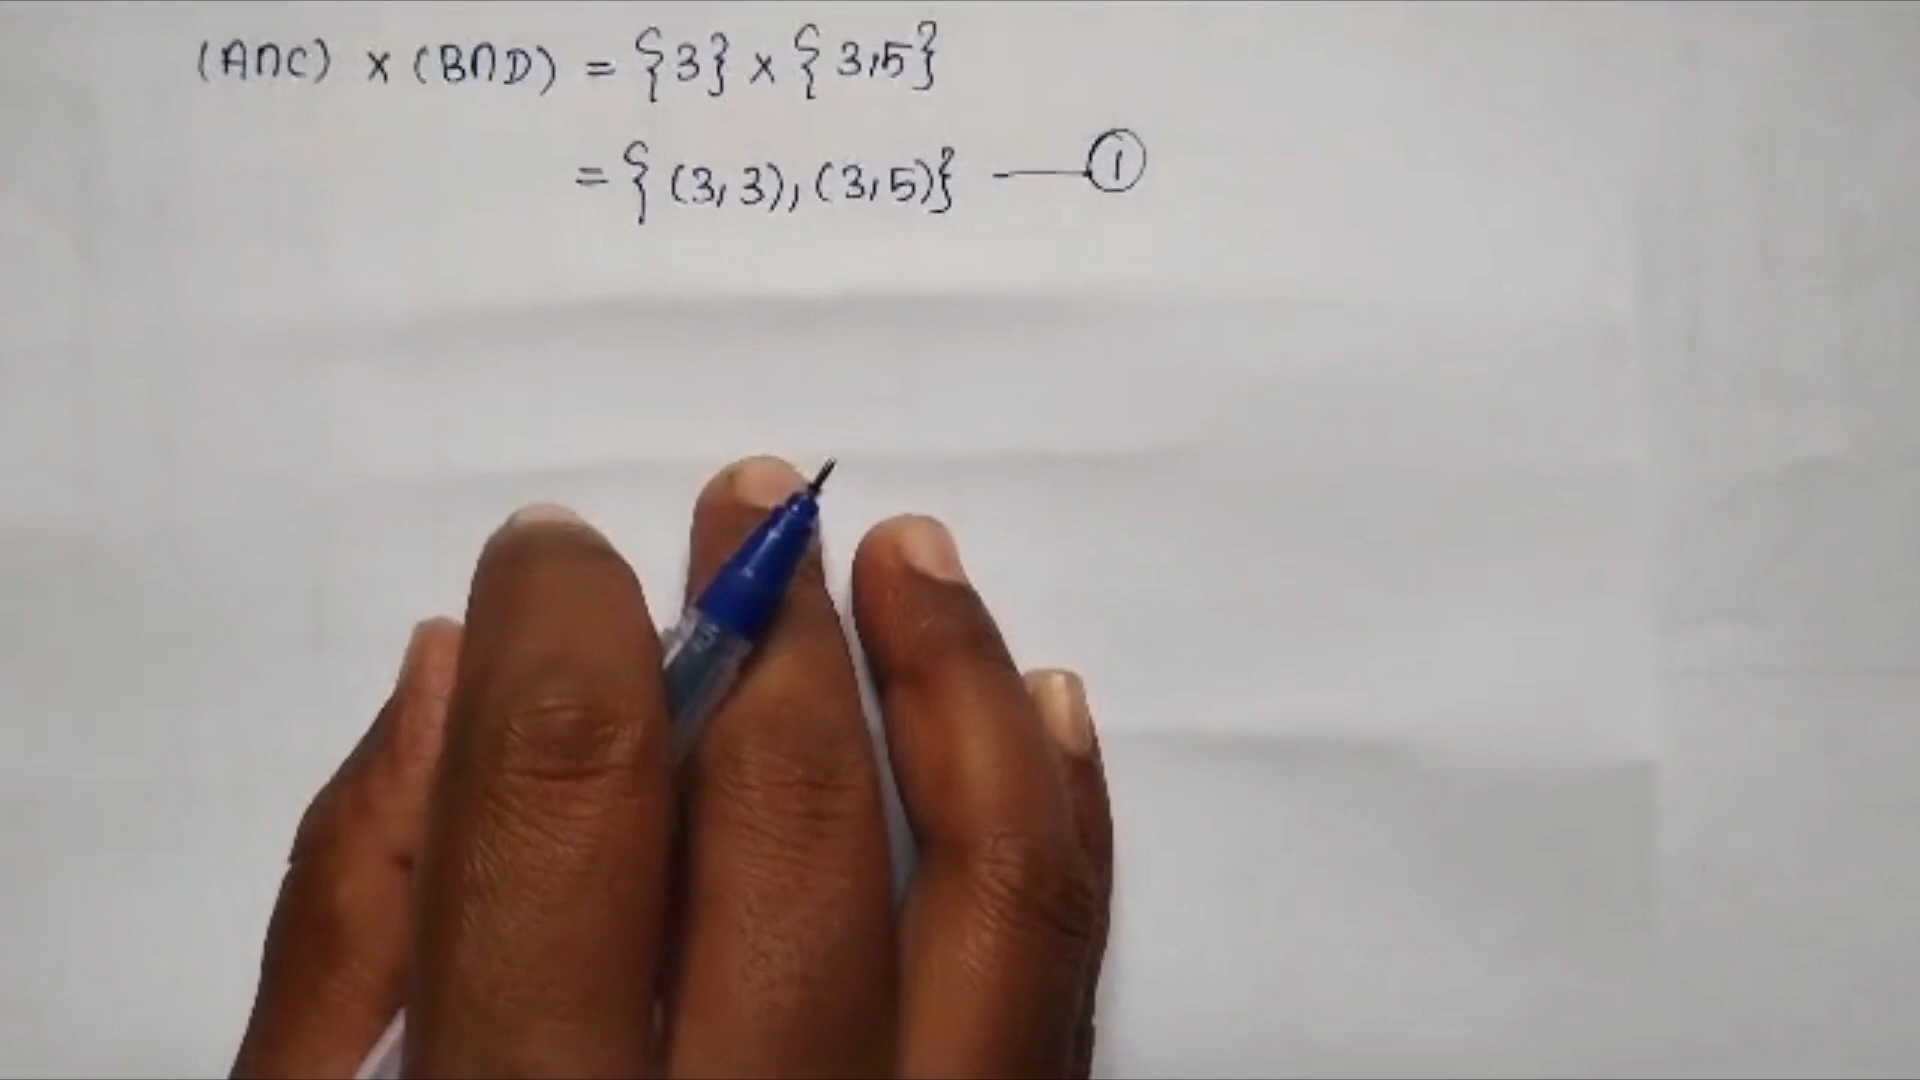 (A∩C) × (B∩D) = {3} × {3,5}
= {(3,3),(3,5)} — ①